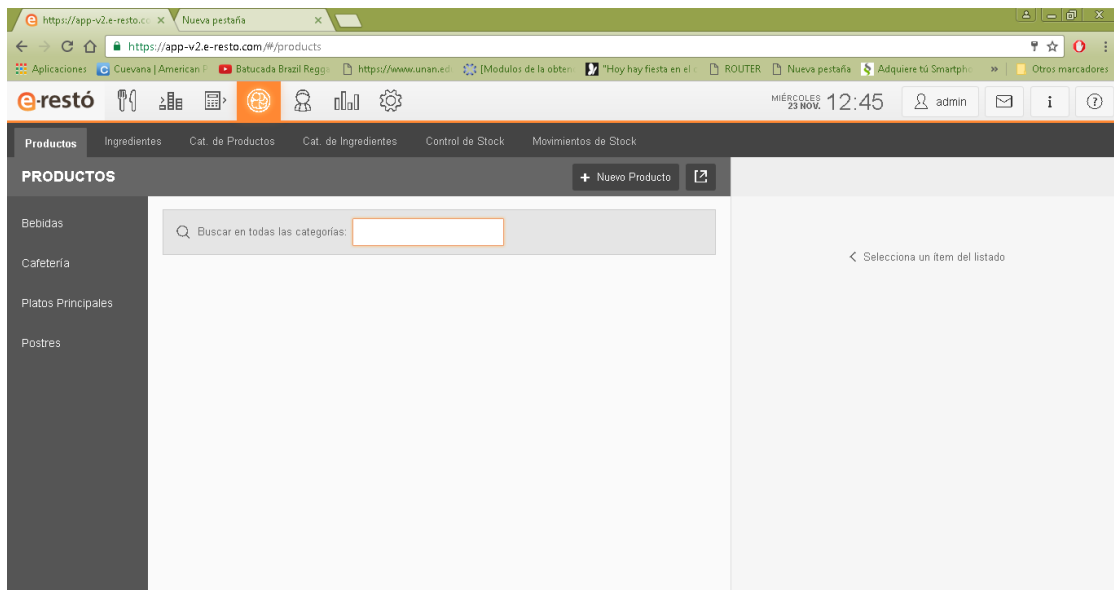 https://app-v2.e-resto.co
Nueva pestaña
https://app-v2.e-resto.com/#/products
Aplicaciones Cuevana | American P Batucada Brazil Regg https://www.unan.ed [Modulos de la obten "Hoy hay fiesta en el ROUTER Nueva pestaña Adquiere tú Smartph » Otros marcadores
e-restó MIÉRCOLES 23 NOV. 12:45 admin i ?
Productos Ingredientes Cat. de Productos Cat. de Ingredientes Control de Stock Movimientos de Stock
PRODUCTOS + Nuevo Producto
Bebidas
Buscar en todas las categorías:
Cafetería
Selecciona un ítem del listado
Platos Principales
Postres